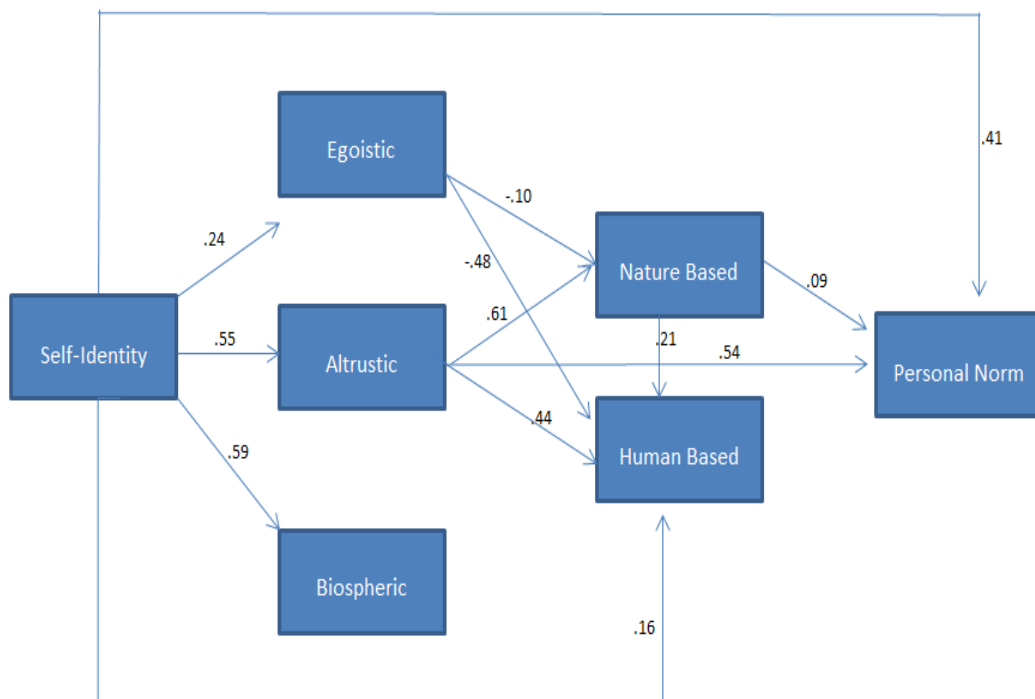 .41
Egoistic
-.10
.24
Nature Based
-.48
.09
.61
Self-Identity
.55
Altrustic
.21
.54
Personal Norm
.44
Human Based
.59
Biospheric
.16